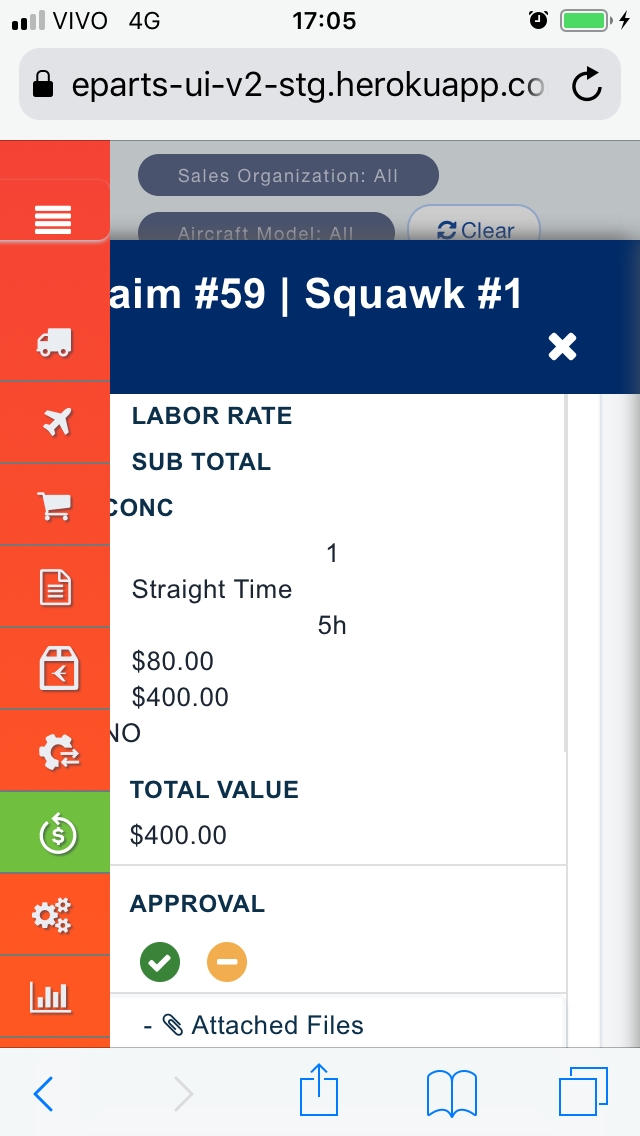 VIVO 4G 17:05
eparts-ui-v2-stg.herokuapp.co
Sales Organization: All
Aircraft Model: All
Clear
aim #59 | Squawk #1
LABOR RATE
SUB TOTAL
CONC
1
Straight Time
5h
$80.00
$400.00
NO
TOTAL VALUE
$400.00
APPROVAL
- Attached Files